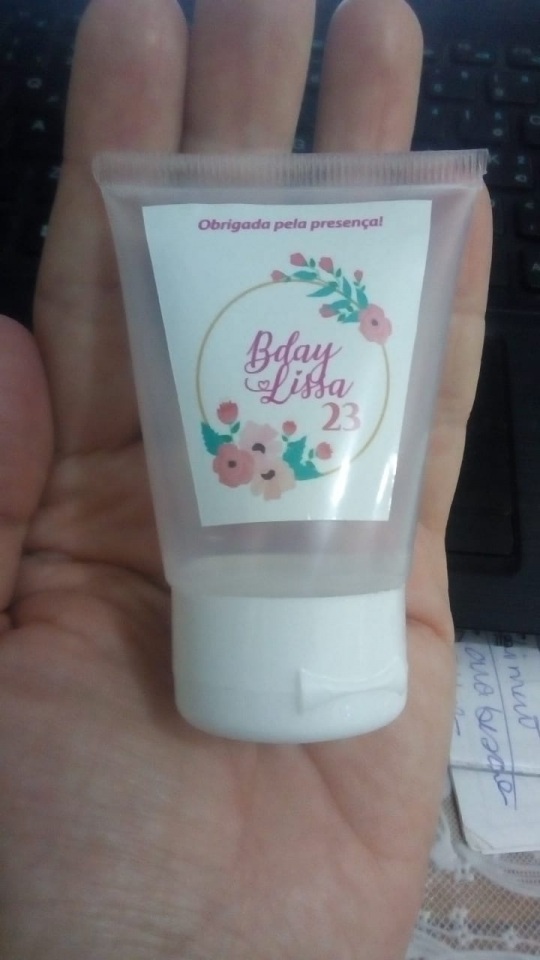 Obrigada pela presença!
Bday
Lissa
23